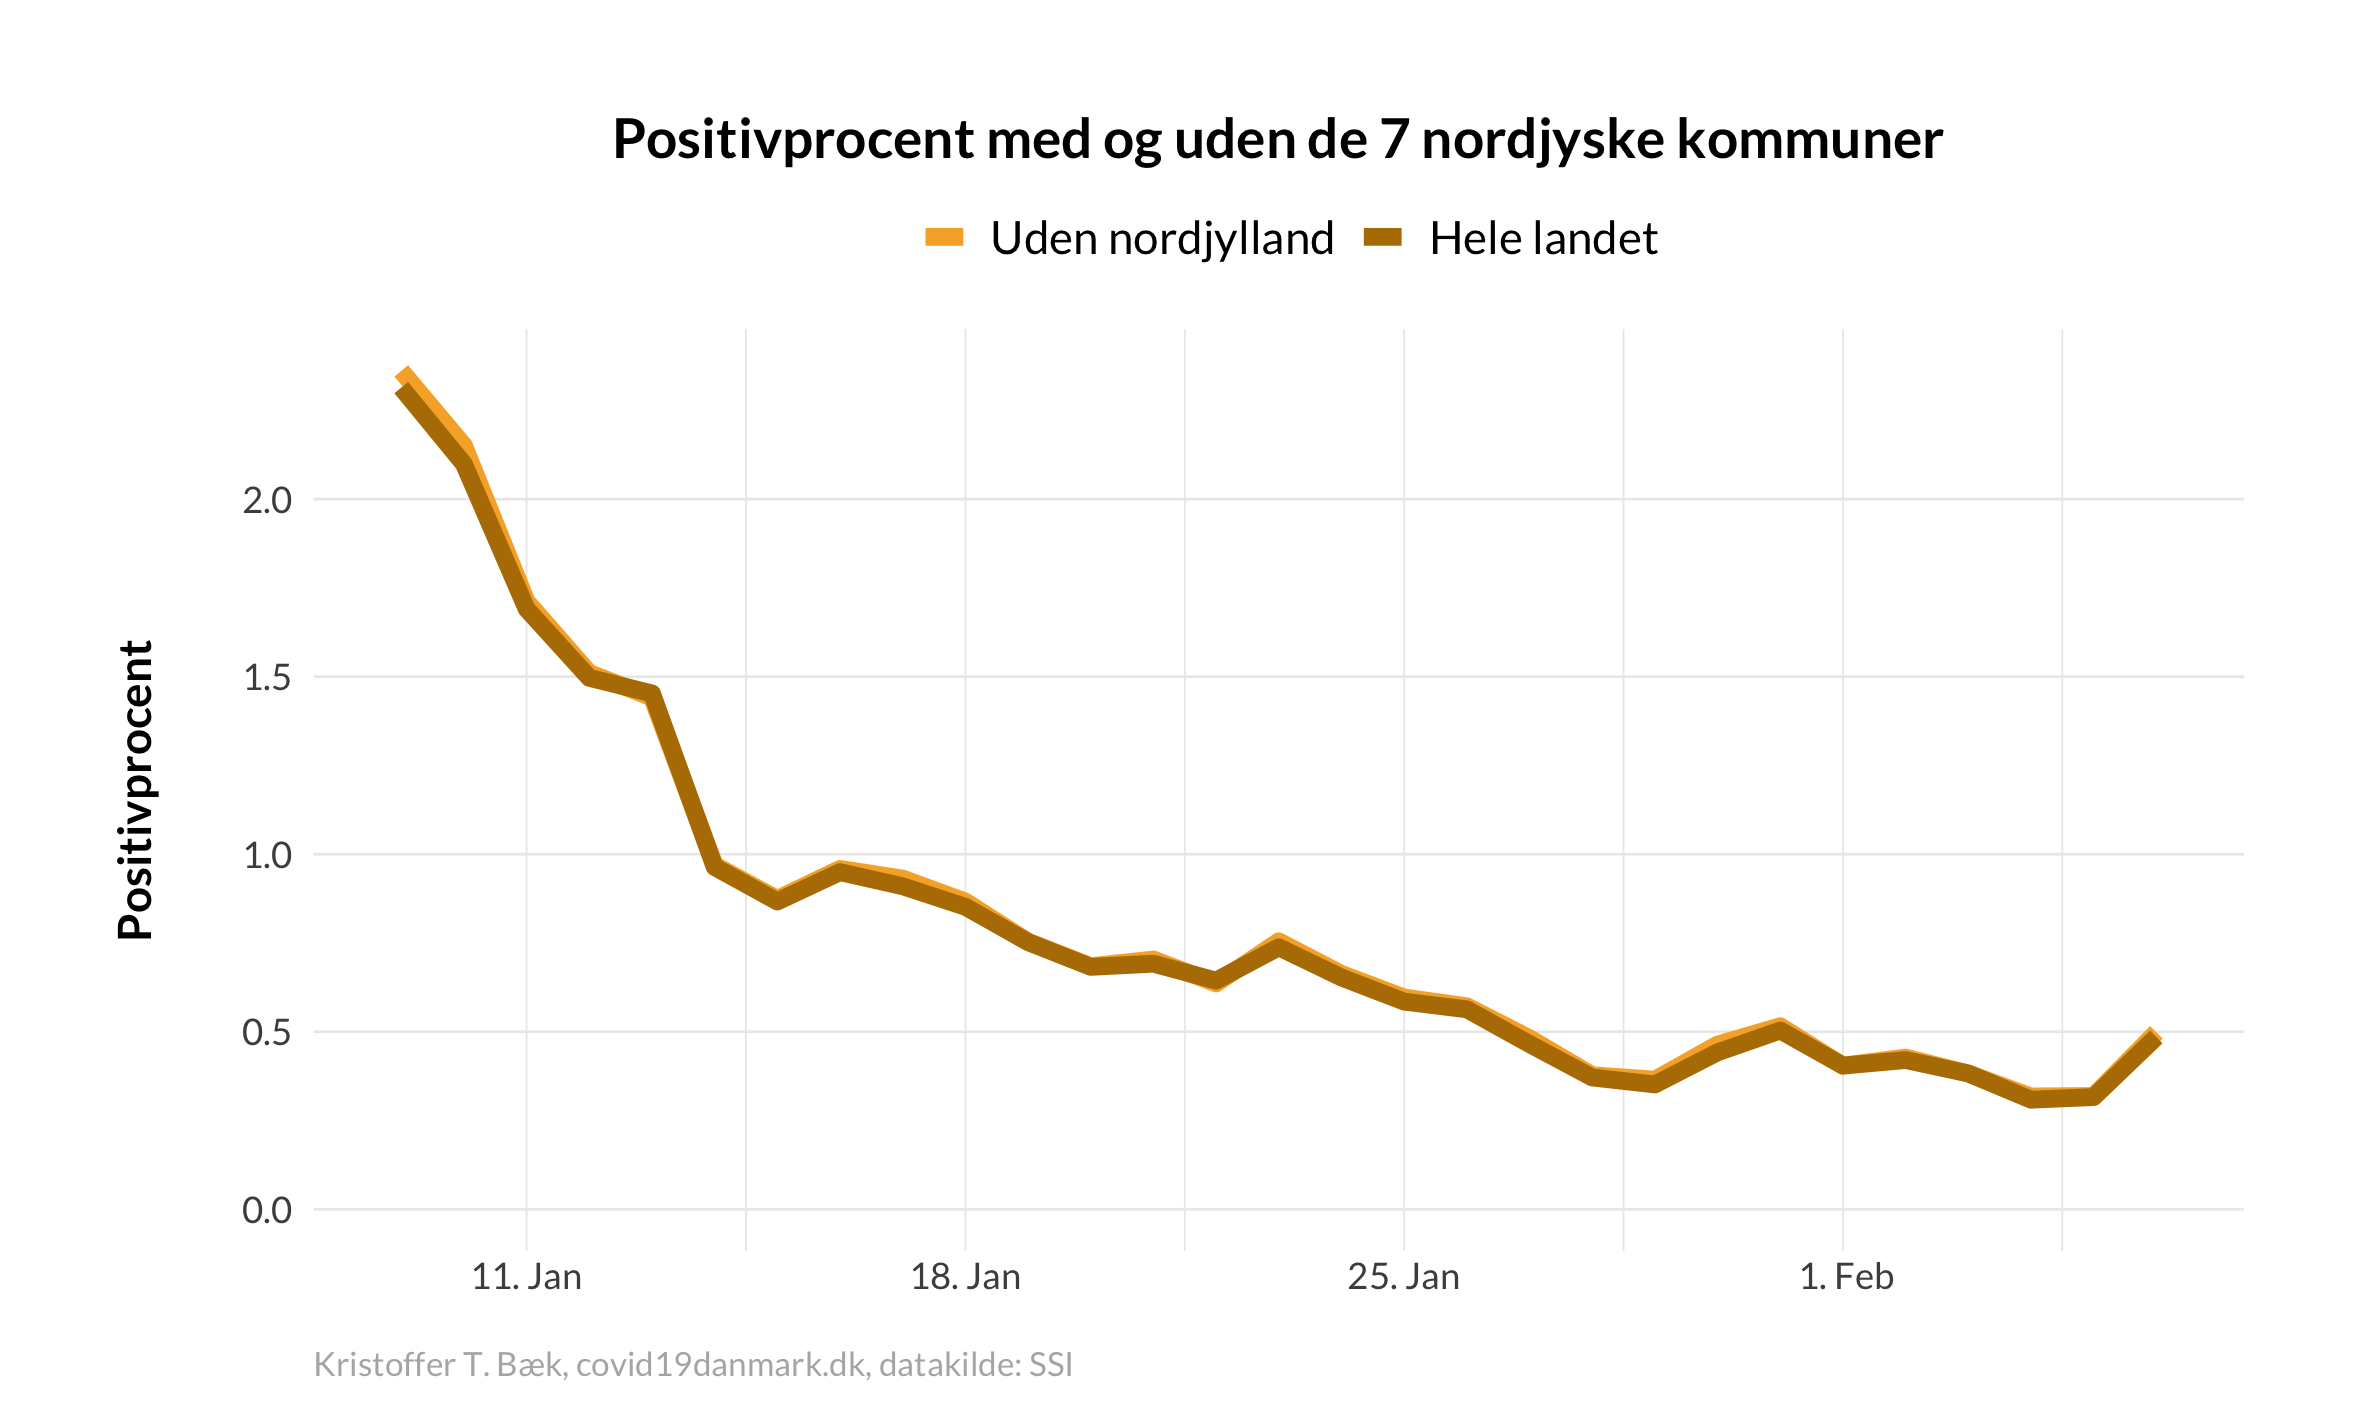 Positivprocent med og uden de 7 nordjyske kommuner
Uden nordjylland Hele landet
Positivprocent
2.0
1.5
1.0
0.5
0.0
11. Jan 18. Jan 25. Jan 1. Feb
Kristoffer T. Bæk, covid19danmark.dk, datakilde: SSI